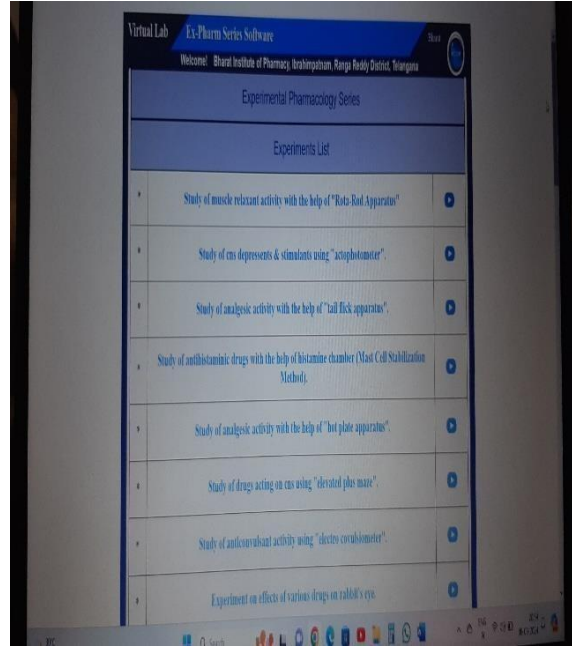 Virtual Lab
Ex-Pharm Series Software
Welcome! Bharat Institute of Pharmacy, Ibrahimpatnam, Ranga Reddy District, Telangana
Experimental Pharmacology Series
Experiments List
Study of muscle relaxant activity with the help of "Rota-Rod Apparatus"
Study of cns depressents & stimulants using "actophotometer".
Study of analgesic activity with the help of "tail flick apparatus".
Study of antihistaminic drugs with the help of histamine chamber (Mast Cell Stabilization
Method).
Study of analgesic activity with the help of "hot plate apparatus".
Study of drugs acting on cns using "elevated plus maze".
Study of anticonvulsant activity using "electro covulsiometer".
Experiment on effects of various drugs on rabbit's eye.
Search